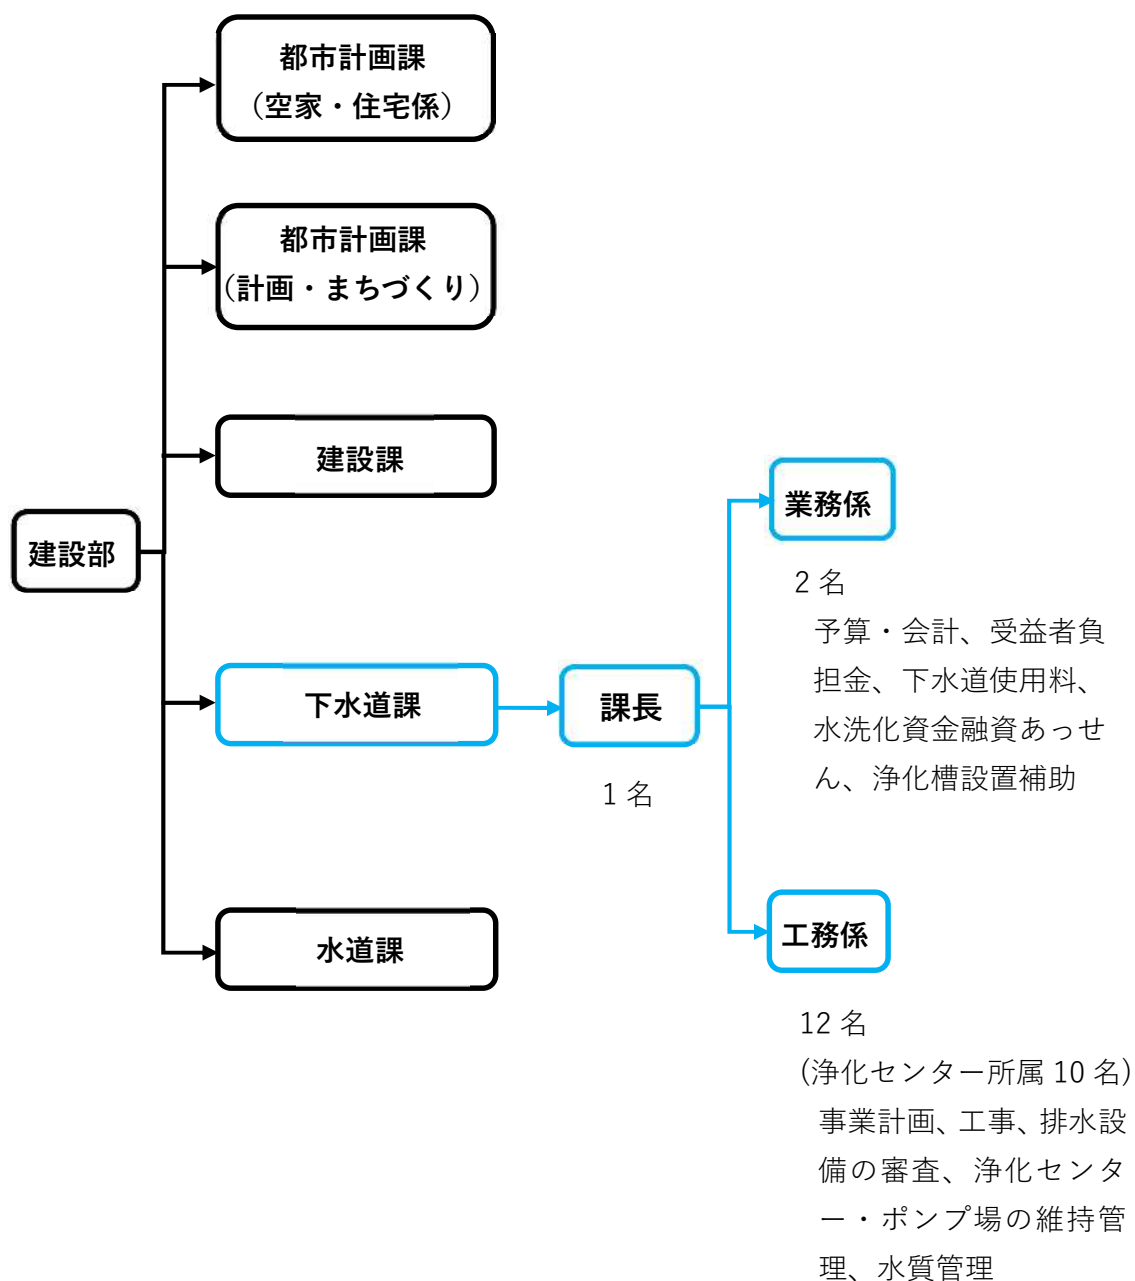 都市計画課
（空家・住宅係）
都市計画課
（計画・まちづくり）
建設課
建設部
下水道課
水道課
課長
1 名
業務係
2 名
予算・会計、受益者負
担金、下水道使用料、
水洗化資金融資あっせ
ん、浄化槽設置補助
工務係
12 名
(浄化センター所属 10 名)
事業計画、工事、排水設
備の審査、浄化センタ
ー・ポンプ場の維持管
理、水質管理